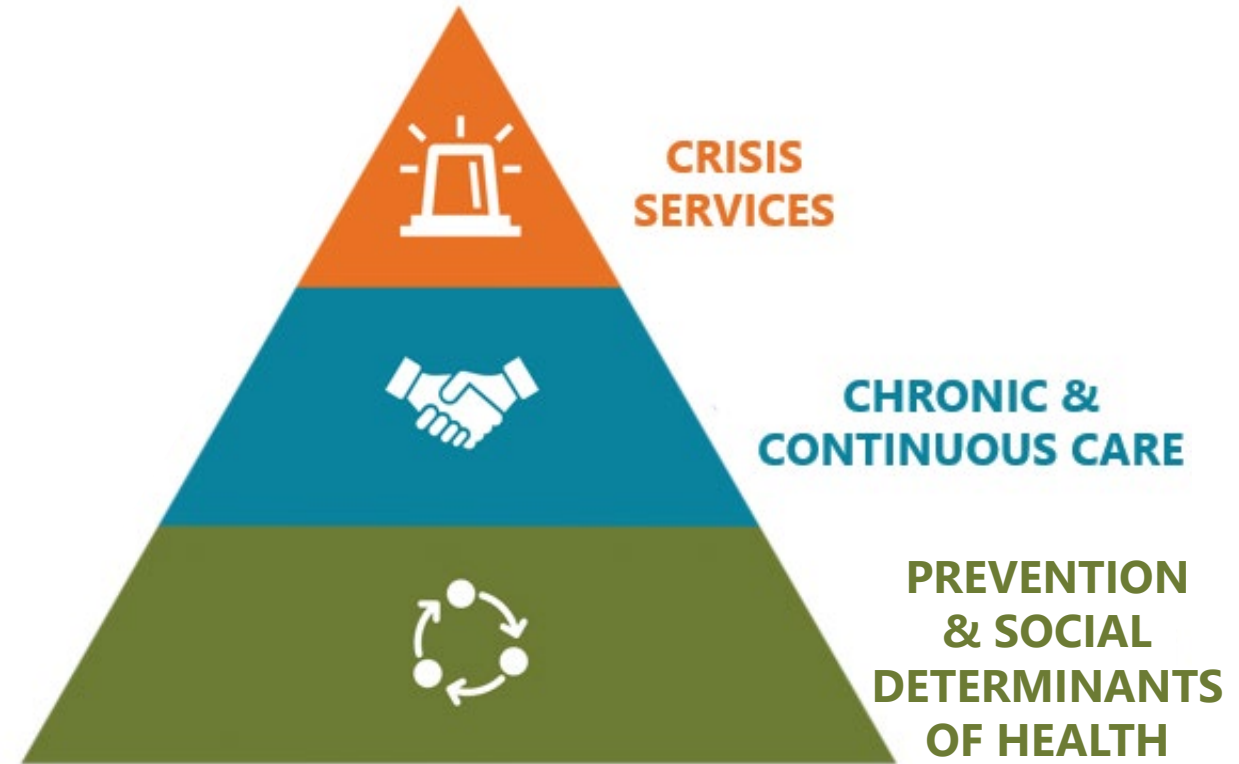 CRISIS
SERVICES
CHRONIC &
CONTINUOUS CARE
PREVENTION
& SOCIAL
DETERMINANTS
OF HEALTH